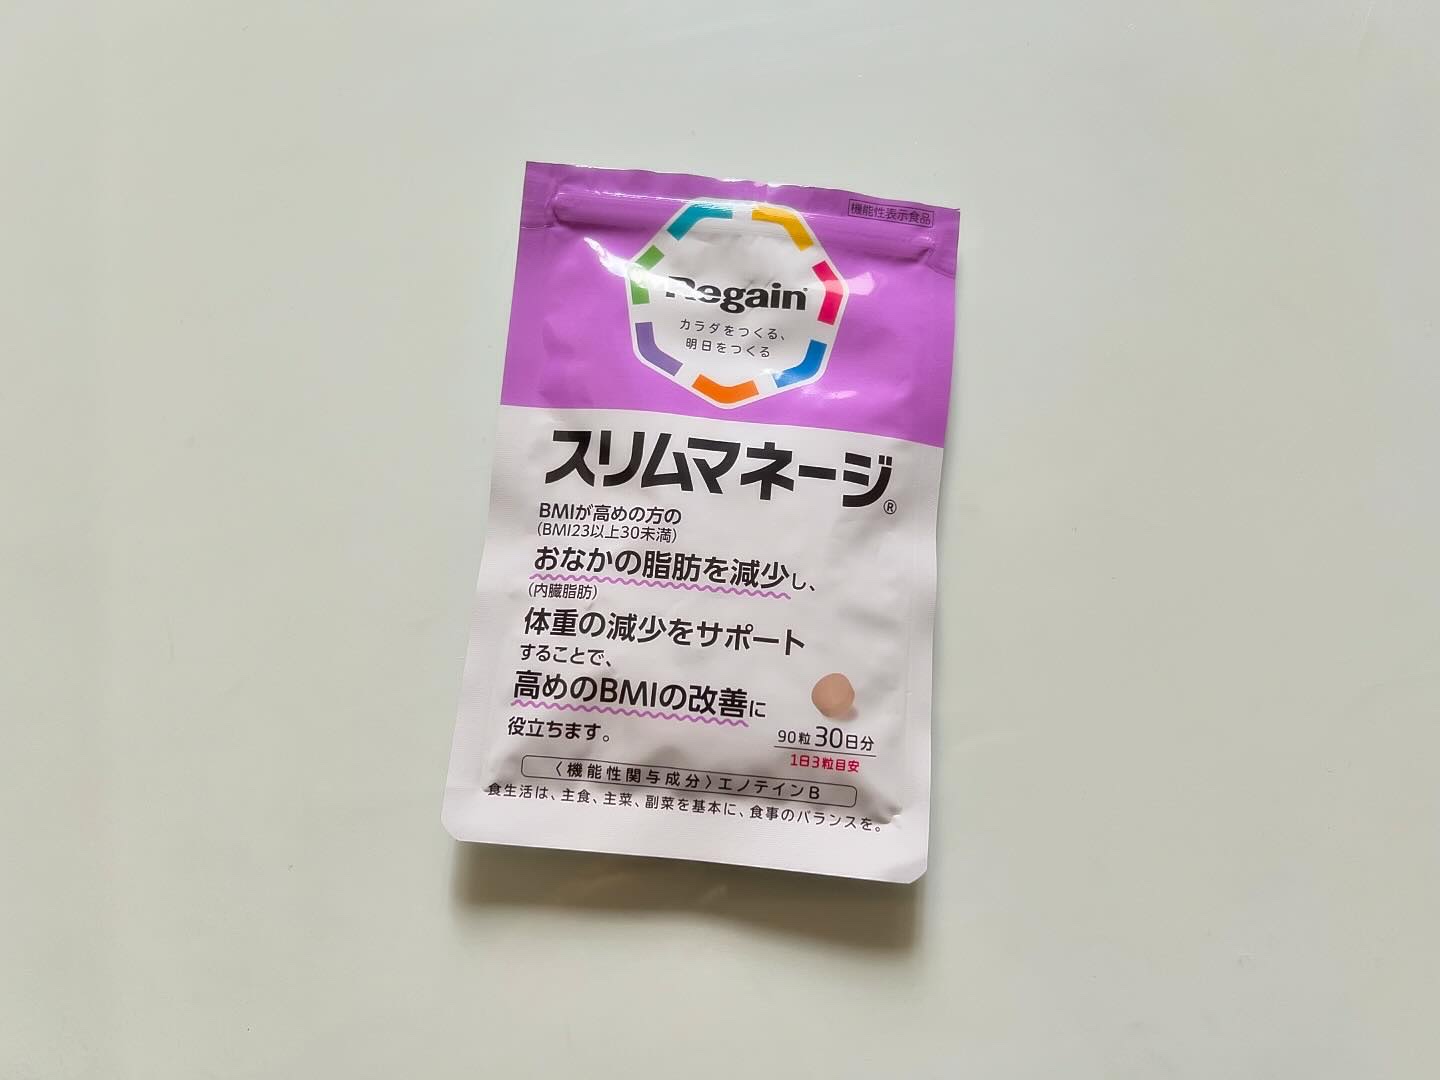 機能性表示食品
Regain
カラダをつくる、
明日をつくる
スリムマネージ®
BMIが高めの方の
(BMI23以上30未満)
おなかの脂肪を減少し、
(内臓脂肪)
体重の減少をサポート
することで、
高めのBMIの改善に
役立ちます。
90粒30日分
1日3粒目安
〈機能性関与成分〉エノテインB
食生活は、主食、主菜、副菜を基本に、食事のバランスを。